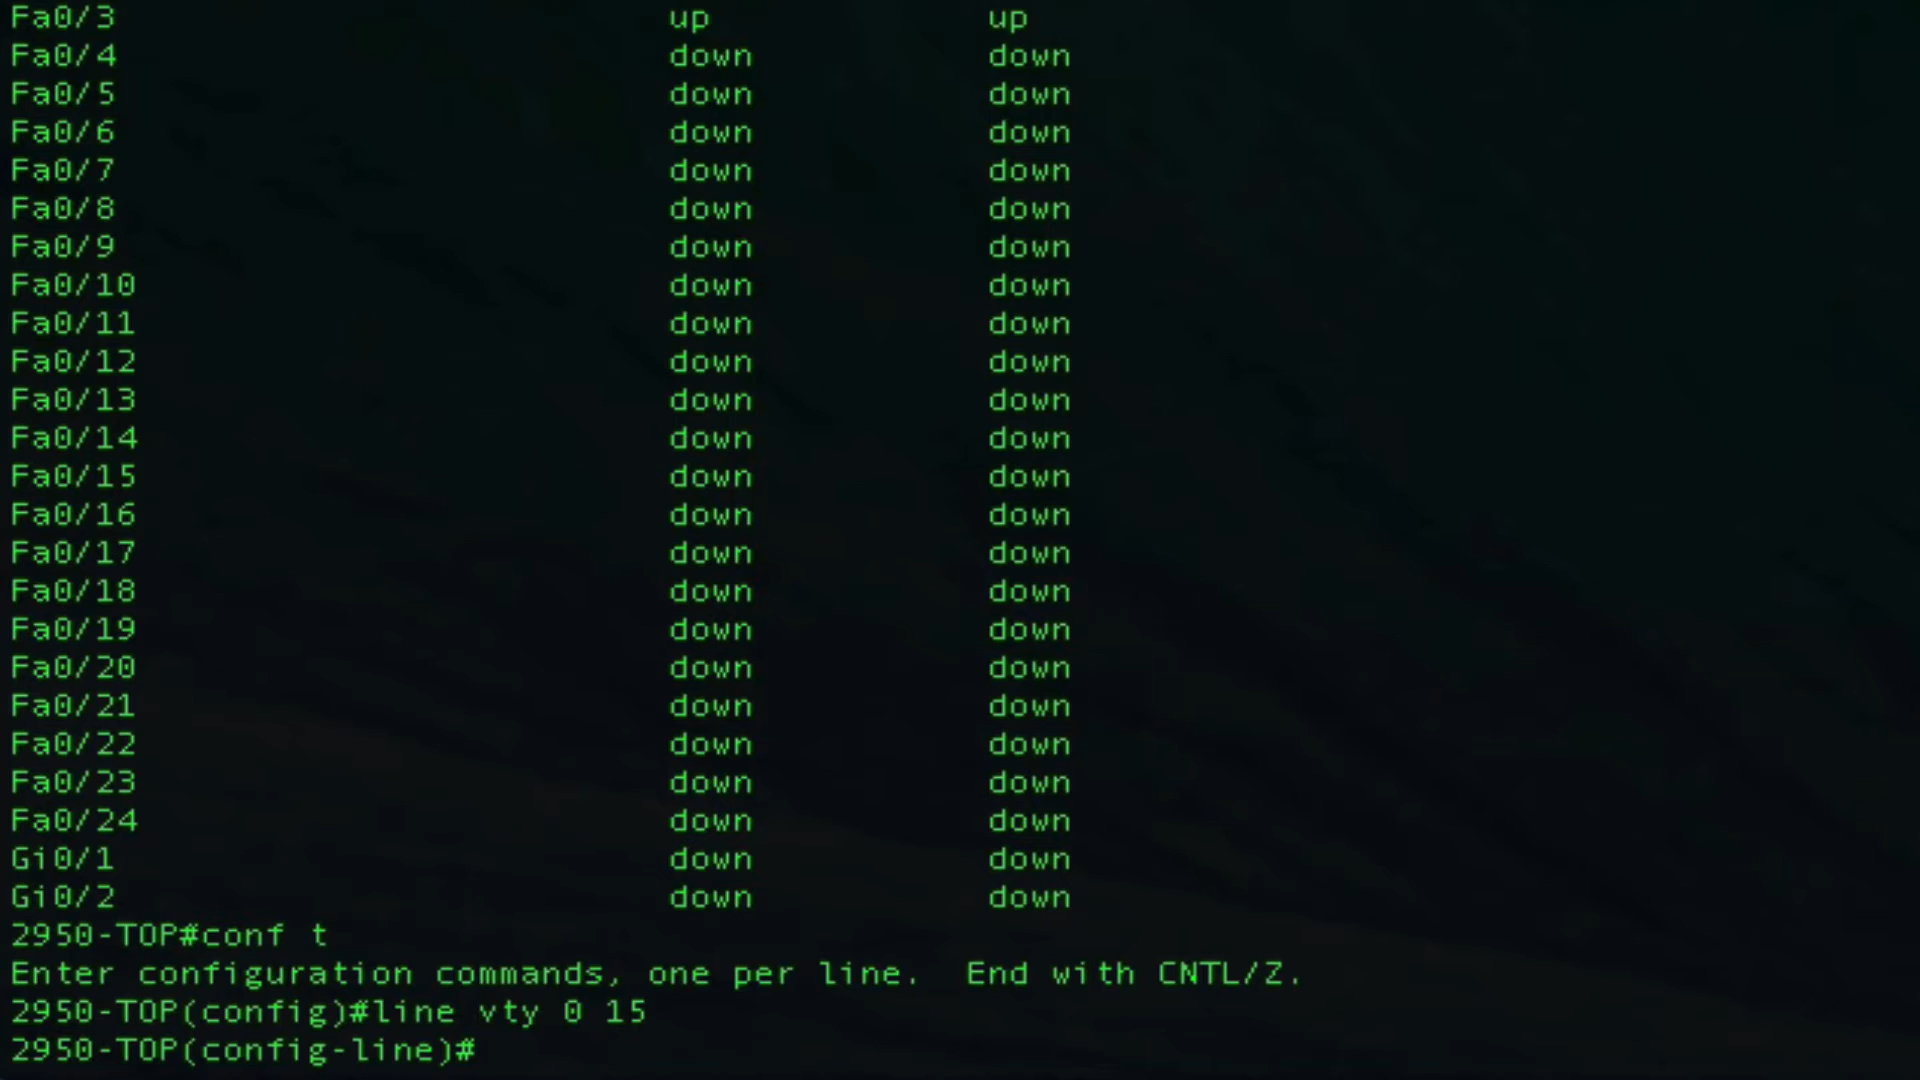 Fa0/3 up up
Fa0/4 down down
Fa0/5 down down
Fa0/6 down down
Fa0/7 down down
Fa0/8 down down
Fa0/9 down down
Fa0/10 down down
Fa0/11 down down
Fa0/12 down down
Fa0/13 down down
Fa0/14 down down
Fa0/15 down down
Fa0/16 down down
Fa0/17 down down
Fa0/18 down down
Fa0/19 down down
Fa0/20 down down
Fa0/21 down down
Fa0/22 down down
Fa0/23 down down
Fa0/24 down down
Gi0/1 down down
Gi0/2 down down
2950-TOP#conf t
Enter configuration commands, one per line.  End with CNTL/Z.
2950-TOP(config)#line vty 0 15
2950-TOP(config-line)#